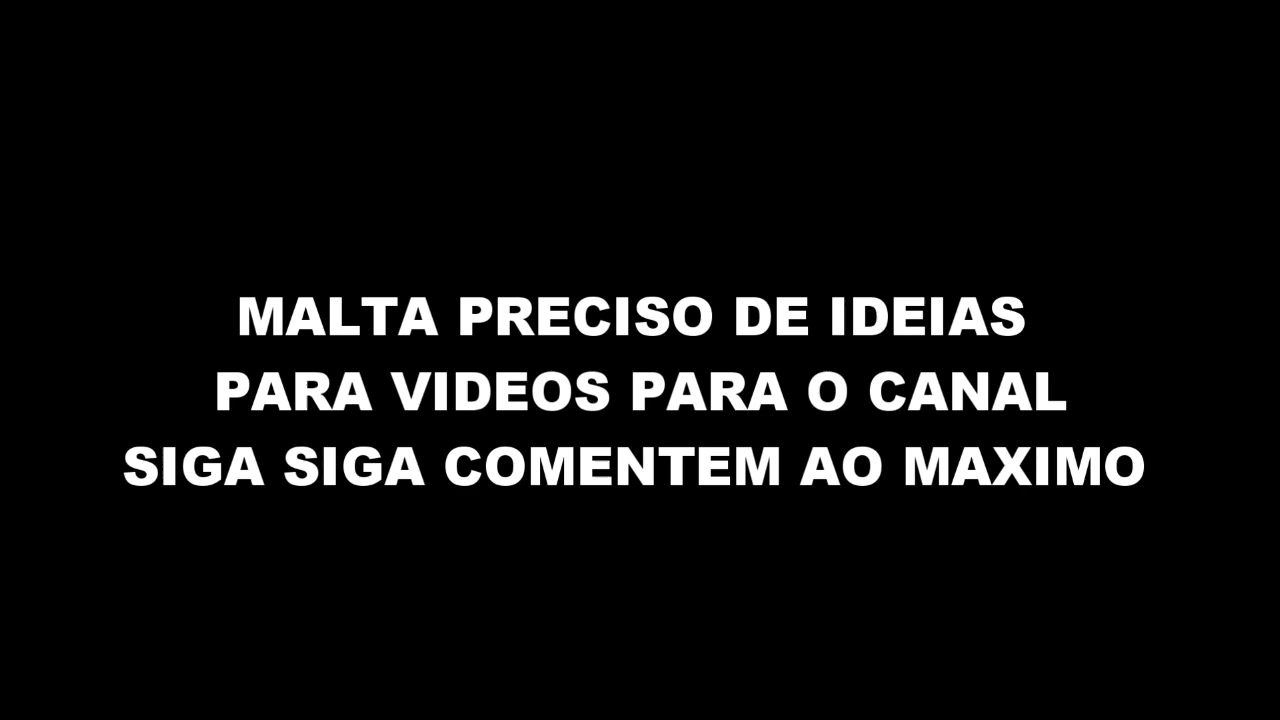 MALTA PRECISO DE IDEIAS
PARA VIDEOS PARA O CANAL
SIGA SIGA COMENTEM AO MAXIMO